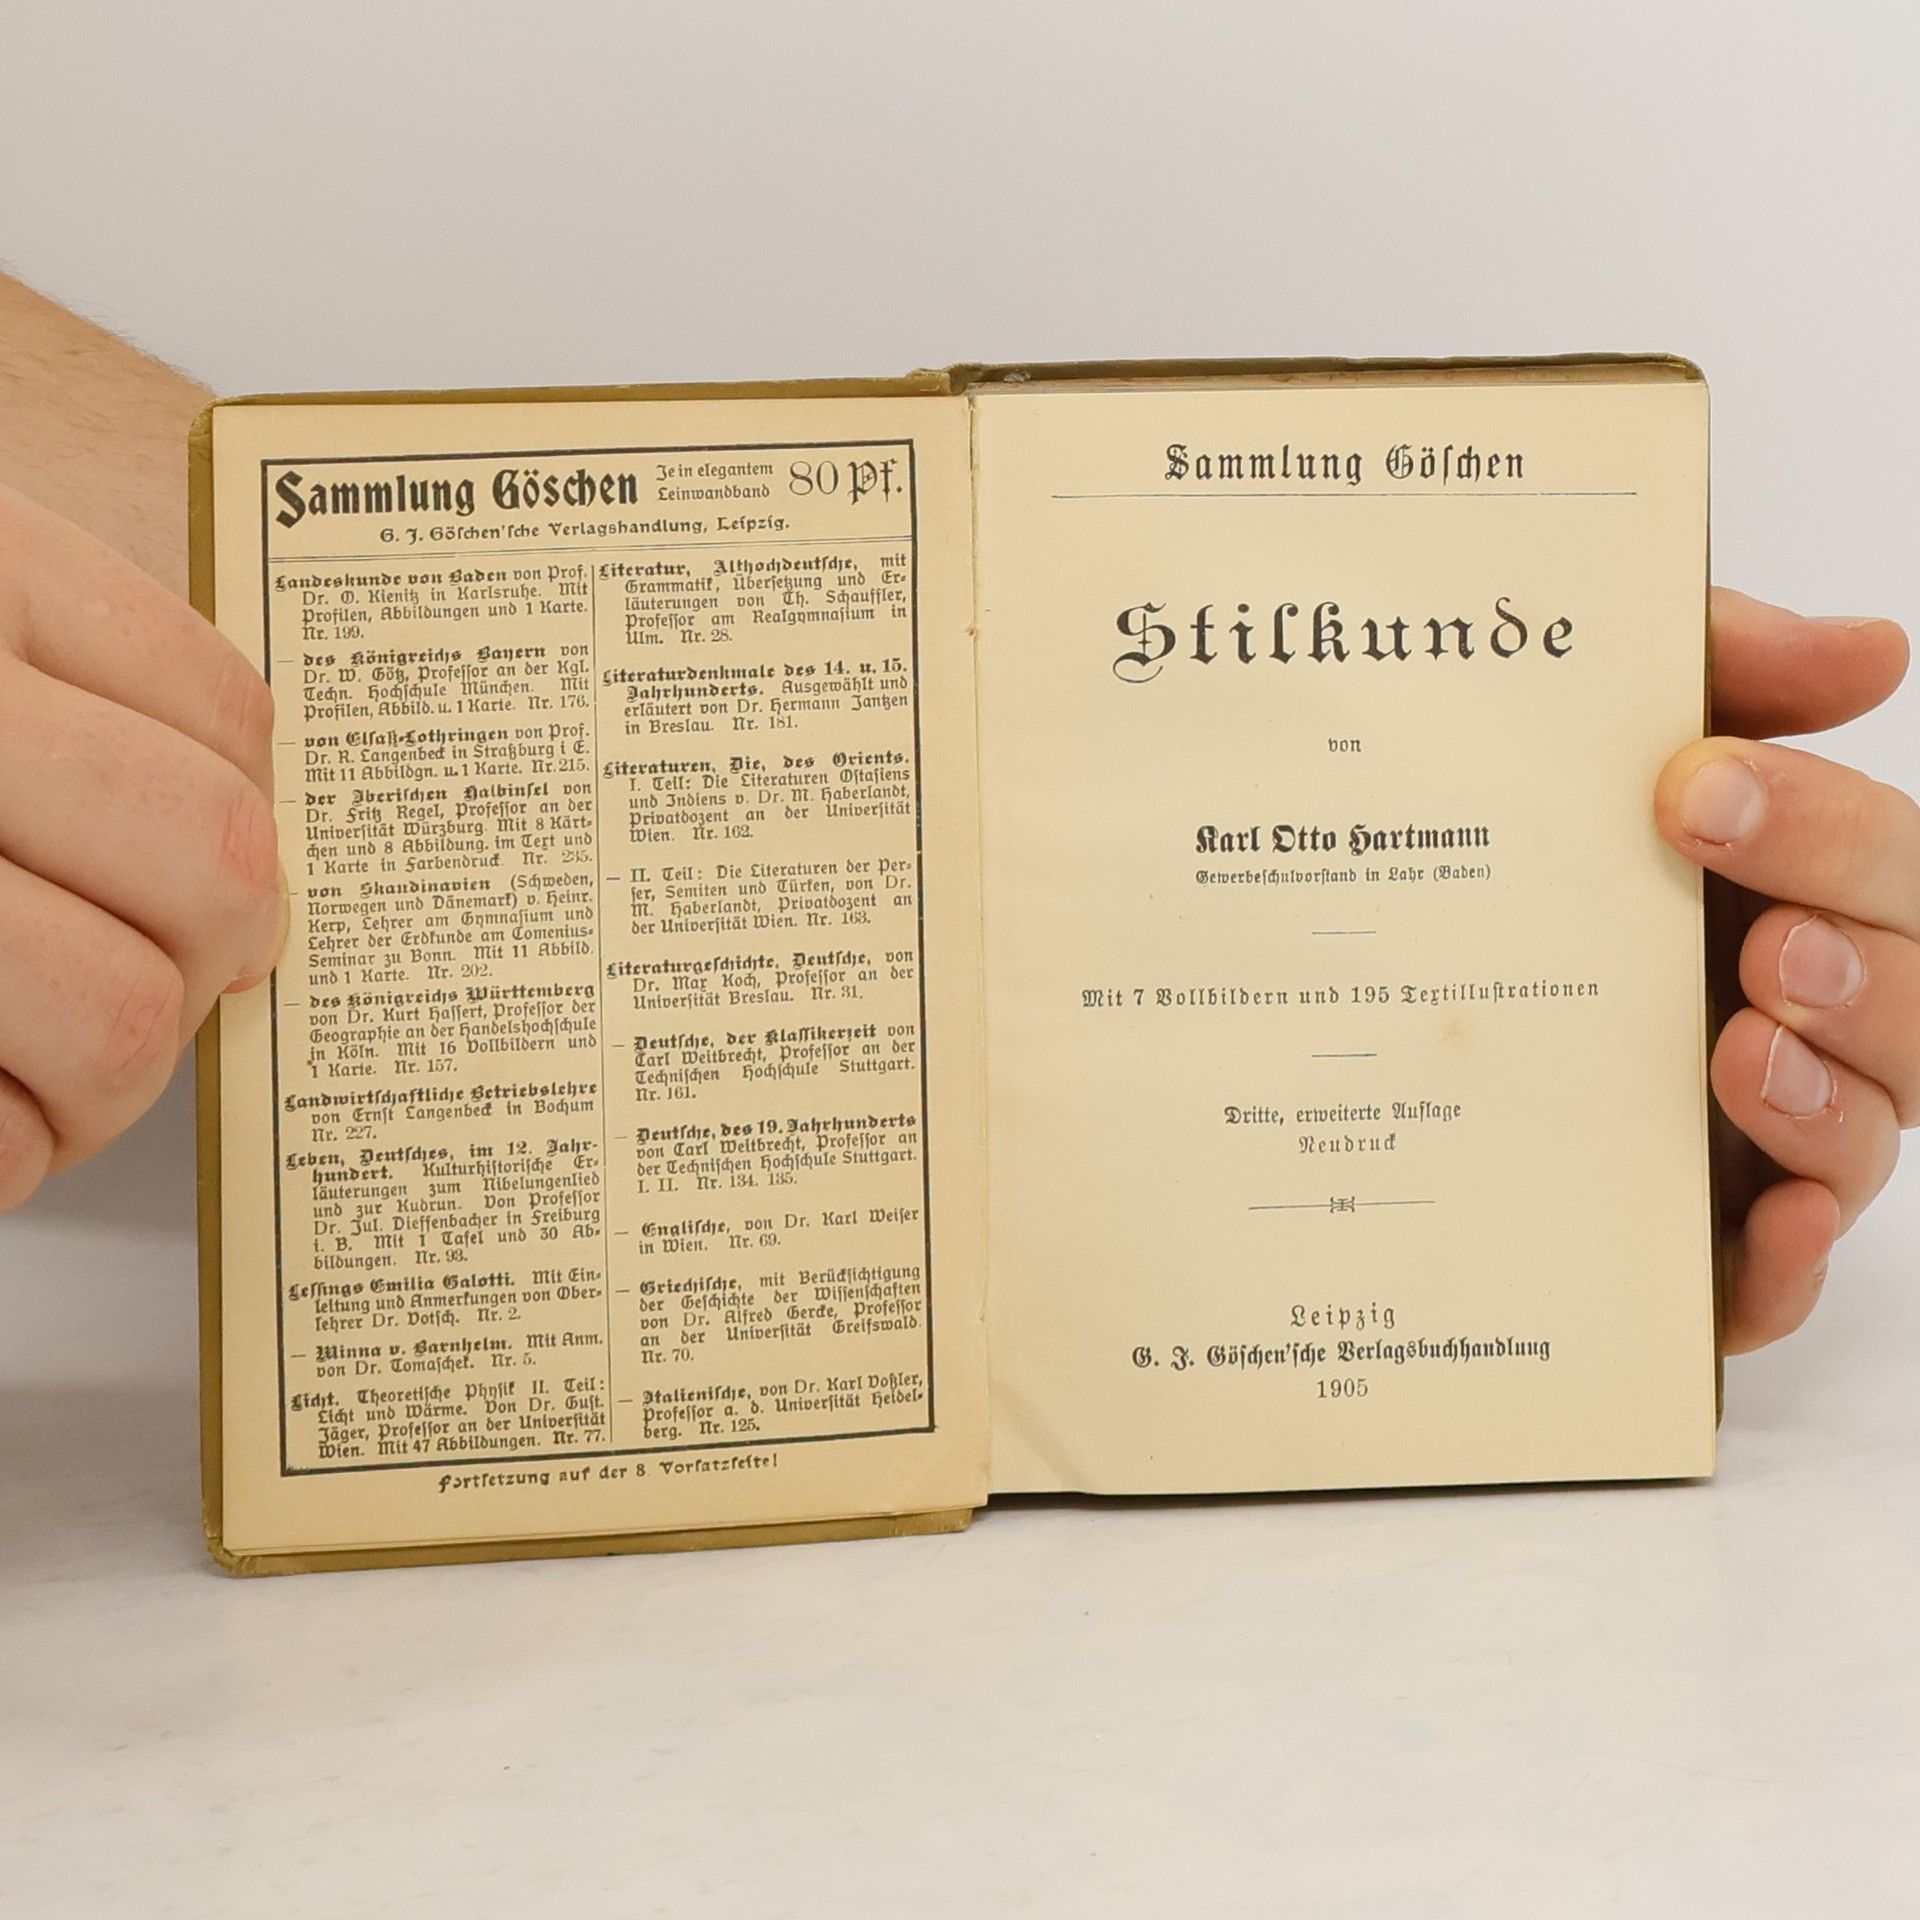 Sammlung Göschen
Je in elegantem
Leinwandband
80 Pf.
G. J. Göschen'sche Verlagshandlung, Leipzig.
Landeskunde von Baden von Prof.
Dr. O. Kienitz in Karlsruhe. Mit
Profilen, Abbildungen und 1 Karte.
Nr. 199.
— des Königreichs Bayern von
Dr. W. Götz, Professor an der Kgl.
Techn. Hochschule München. Mit
Profilen, Abbild. u. 1 Karte. Nr. 176.
— von Elsaß-Lothringen von Prof.
Dr. R. Langenbeck in Straßburg i E.
Mit 11 Abbildgn. u. 1 Karte. Nr. 215.
— der Iberischen Halbinsel von
Dr. Fritz Regel, Professor an der
Universität Würzburg. Mit 8 Kärt-
chen und 8 Abbildung. im Text und
1 Karte in Farbendruck. Nr. 235.
— von Skandinavien (Schweden,
Norwegen und Dänemark) v. Heinr.
Kerp, Lehrer am Gymnasium und
Lehrer der Erdkunde am Comenius-
Seminar zu Bonn. Mit 11 Abbild.
und 1 Karte. Nr. 202.
— des Königreichs Württemberg
von Dr. Kurt Hassert, Professor der
Geographie an der Handelshochschule
in Köln. Mit 16 Vollbildern und
1 Karte. Nr. 157.
Landwirtschaftliche Betriebslehre
von Ernst Langenbeck in Bochum
Nr. 227.
Leben, Deutsches, im 12. Jahr-
hundert. Kulturhistorische Er-
läuterungen zum Nibelungenlied
und zur Kudrun. Von Professor
Dr. Jul. Dieffenbacher in Freiburg
i. B. Mit 1 Tafel und 30 Ab-
bildungen. Nr. 93.
Lessings Emilia Galotti. Mit Ein-
leitung und Anmerkungen von Ober-
lehrer Dr. Votsch. Nr. 2.
— Minna v. Barnhelm. Mit Anm.
von Dr. Tomaschek. Nr. 5.
Licht. Theoretische Physik II. Teil:
Licht und Wärme. Von Dr. Gust.
Jäger, Professor an der Universität
Wien. Mit 47 Abbildungen. Nr. 77.
Literatur, Althochdeutsche, mit
Grammatik, Übersetzung und Er-
läuterungen von Th. Schauffler,
Professor am Realgymnasium in
Ulm. Nr. 28.
Literaturdenkmale des 14. u. 15.
Jahrhunderts. Ausgewählt und
erläutert von Dr. Hermann Jantzen
in Breslau. Nr. 181.
Literaturen, Die, des Orients.
I. Teil: Die Literaturen Ostasiens
und Indiens v. Dr. M. Haberlandt,
Privatdozent an der Universität
Wien. Nr. 162.
— II. Teil: Die Literaturen der Per-
ser, Semiten und Türken, von Dr.
M. Haberlandt, Privatdozent an
der Universität Wien. Nr. 163.
Literaturgeschichte, Deutsche, von
Dr. Max Koch, Professor an der
Universität Breslau. Nr. 31.
— Deutsche, der Klassikerzeit von
Carl Weitbrecht, Professor an der
Technischen Hochschule Stuttgart.
Nr. 161.
— Deutsche, des 19. Jahrhunderts
von Carl Weitbrecht, Professor an
der Technischen Hochschule Stuttgart.
I. II. Nr. 134. 135.
— Englische, von Dr. Karl Weiser
in Wien. Nr. 69.
— Griechische, mit Berücksichtigung
der Geschichte der Wissenschaften
von Dr. Alfred Gercke, Professor
an der Universität Greifswald.
Nr. 70.
— Italienische, von Dr. Karl Voßler,
Professor a. d. Universität Heidel-
berg. Nr. 125.
Fortsetzung auf der 8. Vorsatzseite!
Sammlung Göschen
Stilkunde
von
Karl Otto Hartmann
Gewerbeschulvorstand in Lahr (Baden)
Mit 7 Vollbildern und 195 Textillustrationen
Dritte, erweiterte Auflage
Neudruck
Leipzig
G. J. Göschen'sche Verlagsbuchhandlung
1905